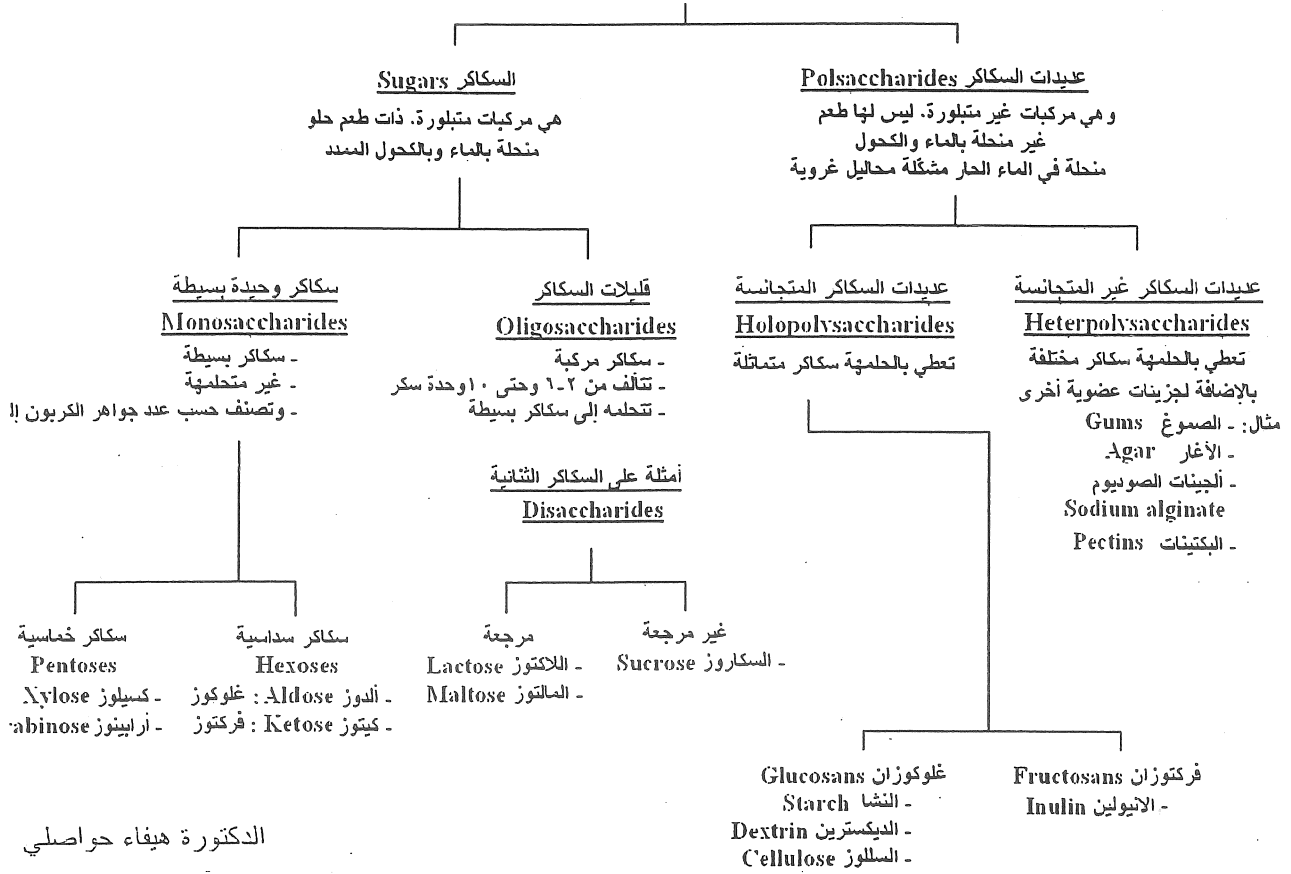 السكاكر Sugars
هي مركبات متبلورة. ذات طعم حلو
منحلة بالماء وبالكحول الممدد
عديدات السكاكر Polsaccharides
وهي مركبات غير متبلورة. ليس لها طعم
غير منحلة بالماء والكحول
منحلة في الماء الحار مشكّلة محاليل غروية
سكاكر وحيدة بسيطة
Monosaccharides
- سكاكر بسيطة
- غير متحلمهة
- وتصنف حسب عدد جواهر الكربون إل
قليلات السكاكر
Oligosaccharides
- سكاكر مركبة
- تتألف من ٢-٦ وحتى ١٠ وحدة سكر
- تتحلمه إلى سكاكر بسيطة
عديدات السكاكر المتجانسة
Holopolysaccharides
تعطي بالحلمهة سكاكر متماثلة
عديدات السكاكر غير المتجانسة
Heterpolysaccharides
تعطي بالحلمهة سكاكر مختلفة
بالإضافة لجزيئات عضوية أخرى
مثال: - الصموغ Gums
- الأغار Agar
- ألجينات الصوديوم
Sodium alginate
- البكتينات Pectins
أمثلة على السكاكر الثنائية
Disaccharides
سكاكر خماسية
Pentoses
- كسيلوز Xylose
- أرابينوز abinose
سكاكر سداسية
Hexoses
- ألدوز Aldose : غلوكوز
- كيتوز Ketose : فركتوز
مرجعة
- اللاكتوز Lactose
- المالتوز Maltose
غير مرجعة
- السكاروز Sucrose
غلوكوزان Glucosans
- النشا Starch
- الديكسترين Dextrin
- السللوز Cellulose
فركتوزان Fructosans
- الانيولين Inulin
الدكتورة هيفاء حواصلي